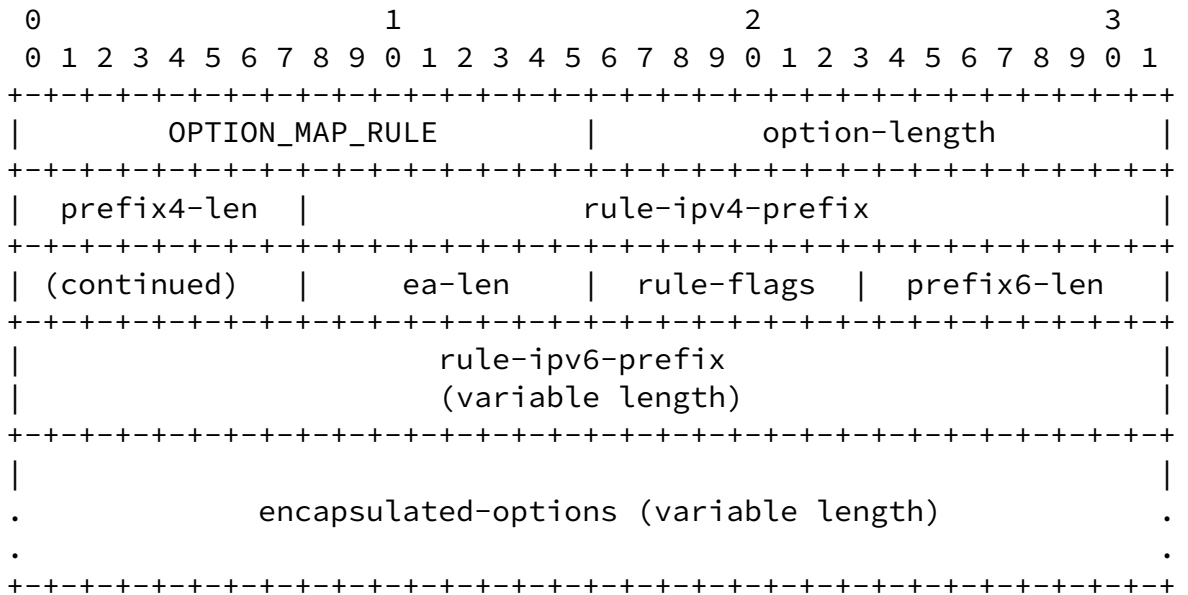 0                   1                   2                   3
 0 1 2 3 4 5 6 7 8 9 0 1 2 3 4 5 6 7 8 9 0 1 2 3 4 5 6 7 8 9 0 1
+-+-+-+-+-+-+-+-+-+-+-+-+-+-+-+-+-+-+-+-+-+-+-+-+-+-+-+-+-+-+-+-+
|        OPTION_MAP_RULE        |         option-length         |
+-+-+-+-+-+-+-+-+-+-+-+-+-+-+-+-+-+-+-+-+-+-+-+-+-+-+-+-+-+-+-+-+
|  prefix4-len  |               rule-ipv4-prefix                |
+-+-+-+-+-+-+-+-+-+-+-+-+-+-+-+-+-+-+-+-+-+-+-+-+-+-+-+-+-+-+-+-+
| (continued)   |     ea-len    |  rule-flags  |  prefix6-len   |
+-+-+-+-+-+-+-+-+-+-+-+-+-+-+-+-+-+-+-+-+-+-+-+-+-+-+-+-+-+-+-+-+
|                       rule-ipv6-prefix                        |
|                       (variable length)                       |
+-+-+-+-+-+-+-+-+-+-+-+-+-+-+-+-+-+-+-+-+-+-+-+-+-+-+-+-+-+-+-+-+
|                                                               |
.             encapsulated-options (variable length)            .
.                                                               .
+-+-+-+-+-+-+-+-+-+-+-+-+-+-+-+-+-+-+-+-+-+-+-+-+-+-+-+-+-+-+-+-+